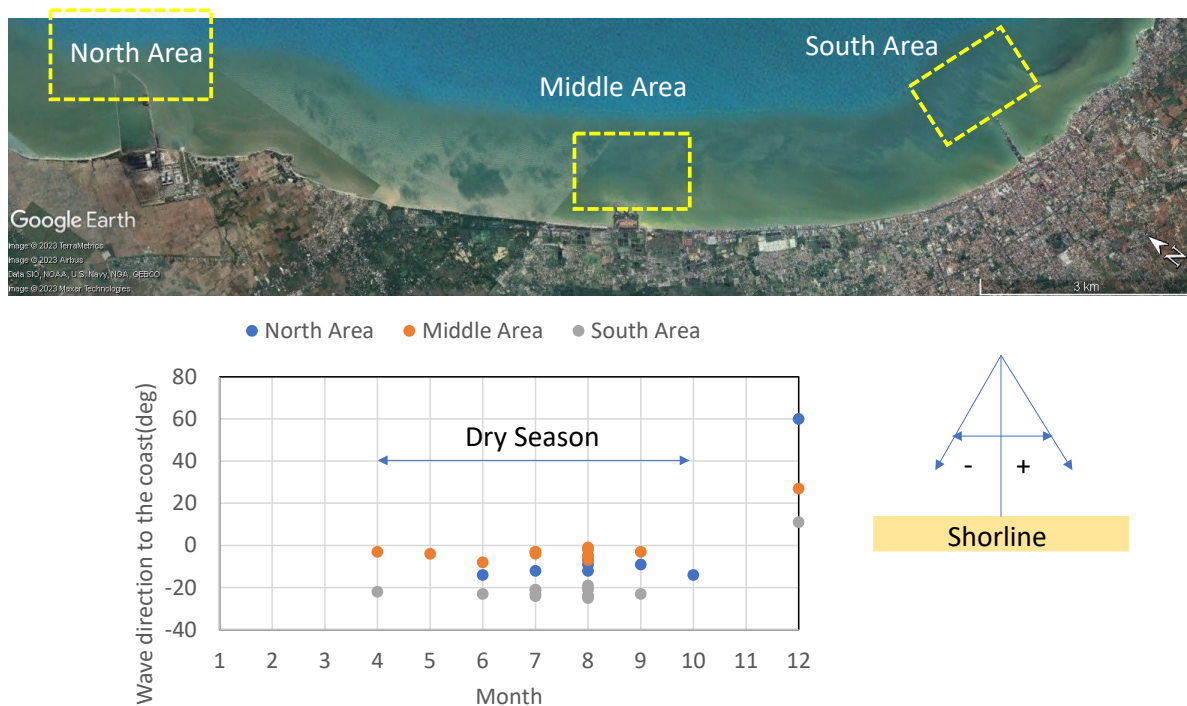 North Area
South Area
Middle Area
Google Earth
Image © 2023 TerraMetrics
Image © 2023 Airbus
Data SIO, NOAA, U.S. Navy, NGA, GEBCO
Image © 2023 Maxar Technologies
N
3 km
North Area Middle Area South Area
Wave direction to the coast(deg)
80
60
40
20
0
-20
-40
Dry Season
1 2 3 4 5 6 7 8 9 10 11 12
Month
- +
Shorline